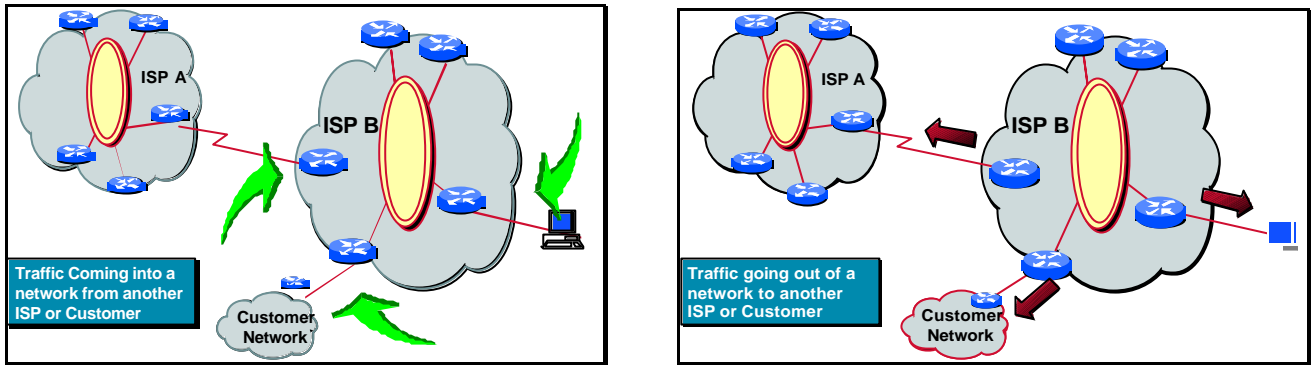 ISP A
ISP B
Traffic Coming into a
network from another
ISP or Customer
Customer
Network
ISP A
ISP B
Traffic going out of a
network to another
ISP or Customer
Customer
Network